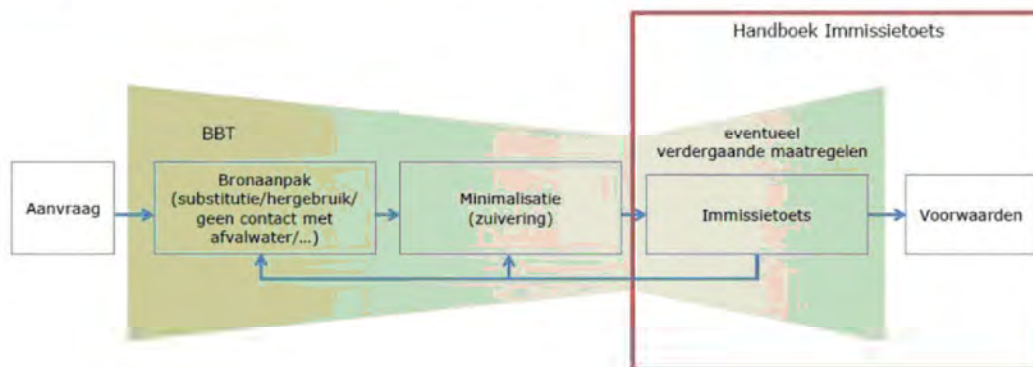 Handboek Immissietoets
BBT
eventueel
verdergaande maatregelen
Aanvraag
Bronaanpak
(substitutie/hergebruik/
geen contact met
afvalwater/...)
Minimalisatie
(zuivering)
Immissietoets
Voorwaarden